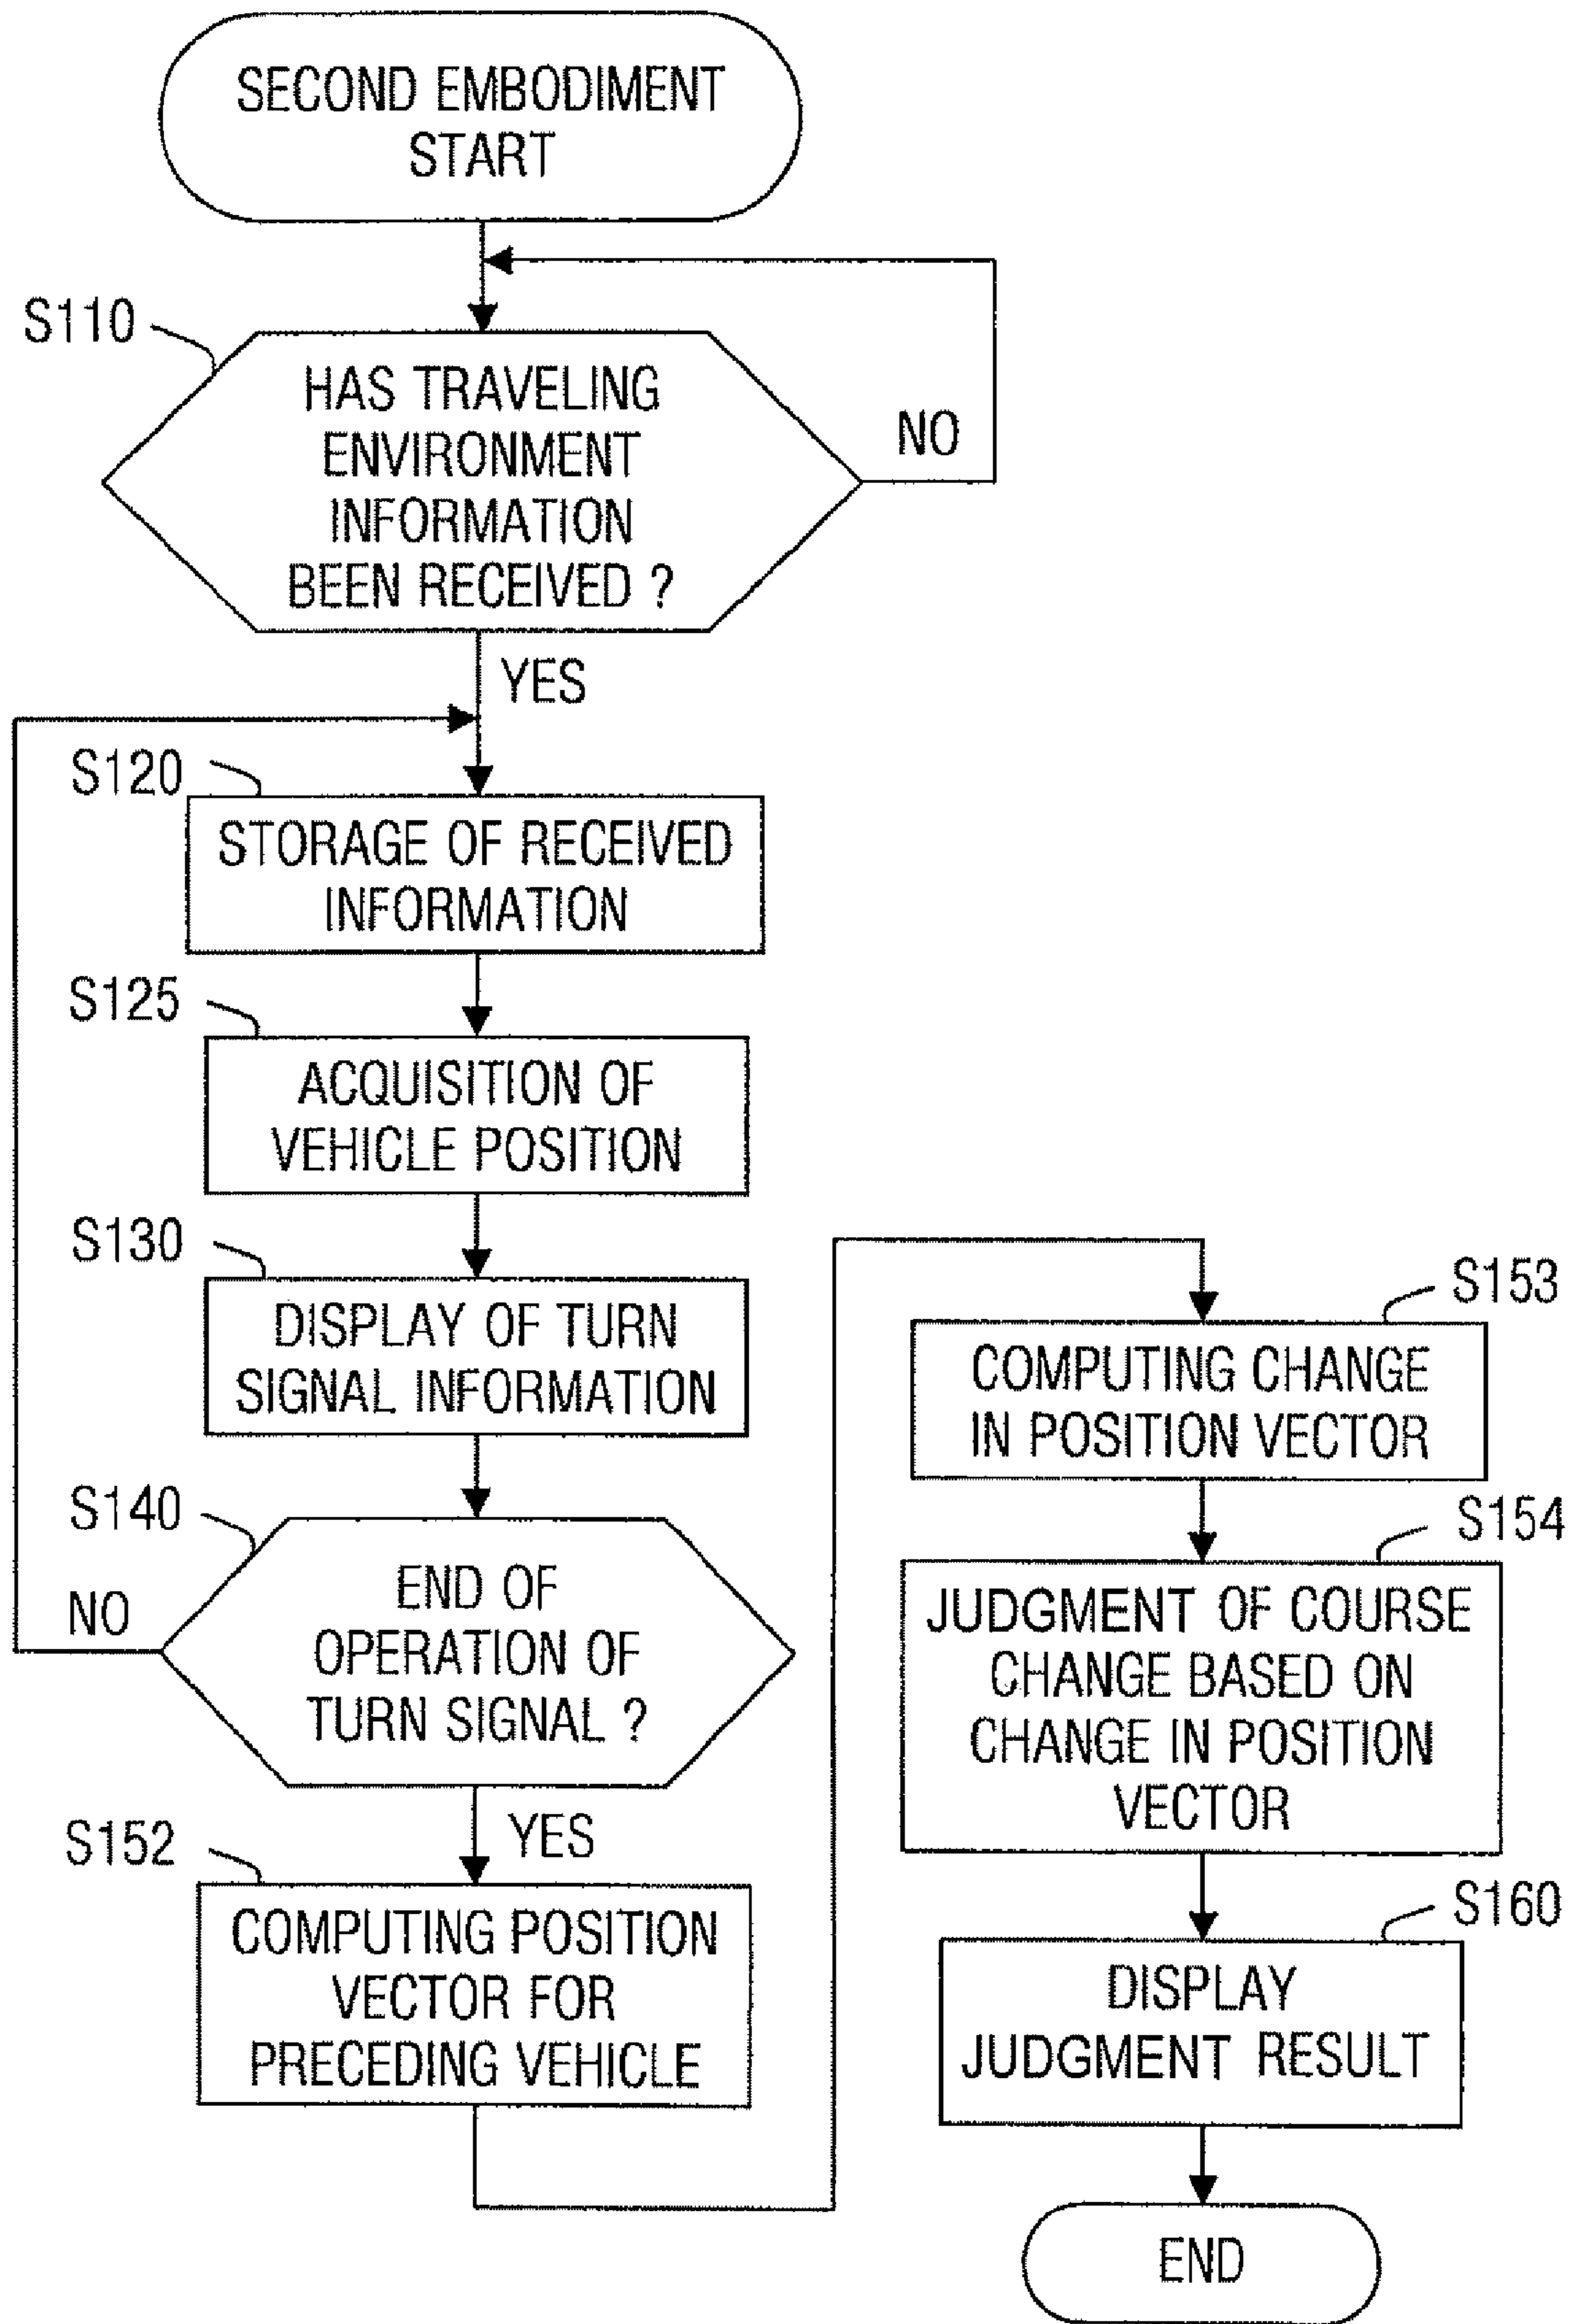 SECOND EMBODIMENT
START
S110
HAS TRAVELING
ENVIRONMENT
INFORMATION
BEEN RECEIVED ?
NO
YES
S120
STORAGE OF RECEIVED
INFORMATION
S125
ACQUISITION OF
VEHICLE POSITION
S130
DISPLAY OF TURN
SIGNAL INFORMATION
S140
END OF
OPERATION OF
TURN SIGNAL ?
NO
YES
S152
COMPUTING POSITION
VECTOR FOR
PRECEDING VEHICLE
S153
COMPUTING CHANGE
IN POSITION VECTOR
S154
JUDGMENT OF COURSE
CHANGE BASED ON
CHANGE IN POSITION
VECTOR
S160
DISPLAY
JUDGMENT RESULT
END